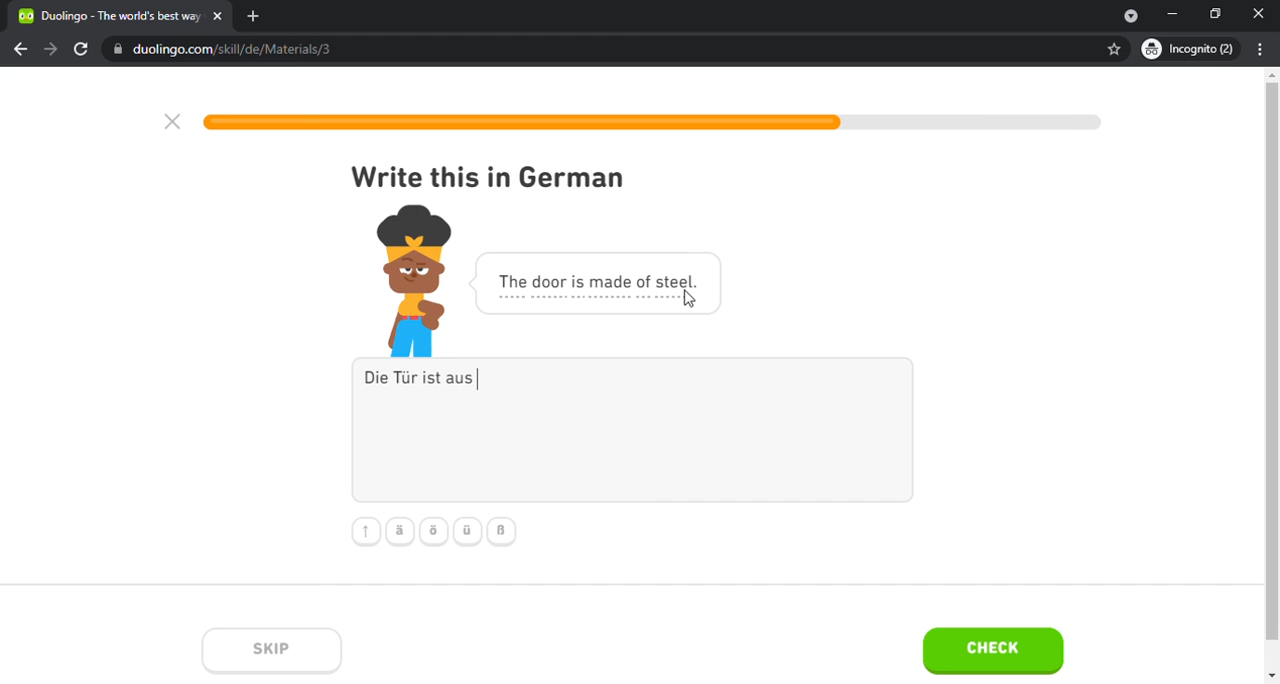 Duolingo - The world's best way
duolingo.com/skill/de/Materials/3
Incognito (2)
Write this in German
The door is made of steel.
Die Tür ist aus
↑ ä ö ü ß
SKIP
CHECK